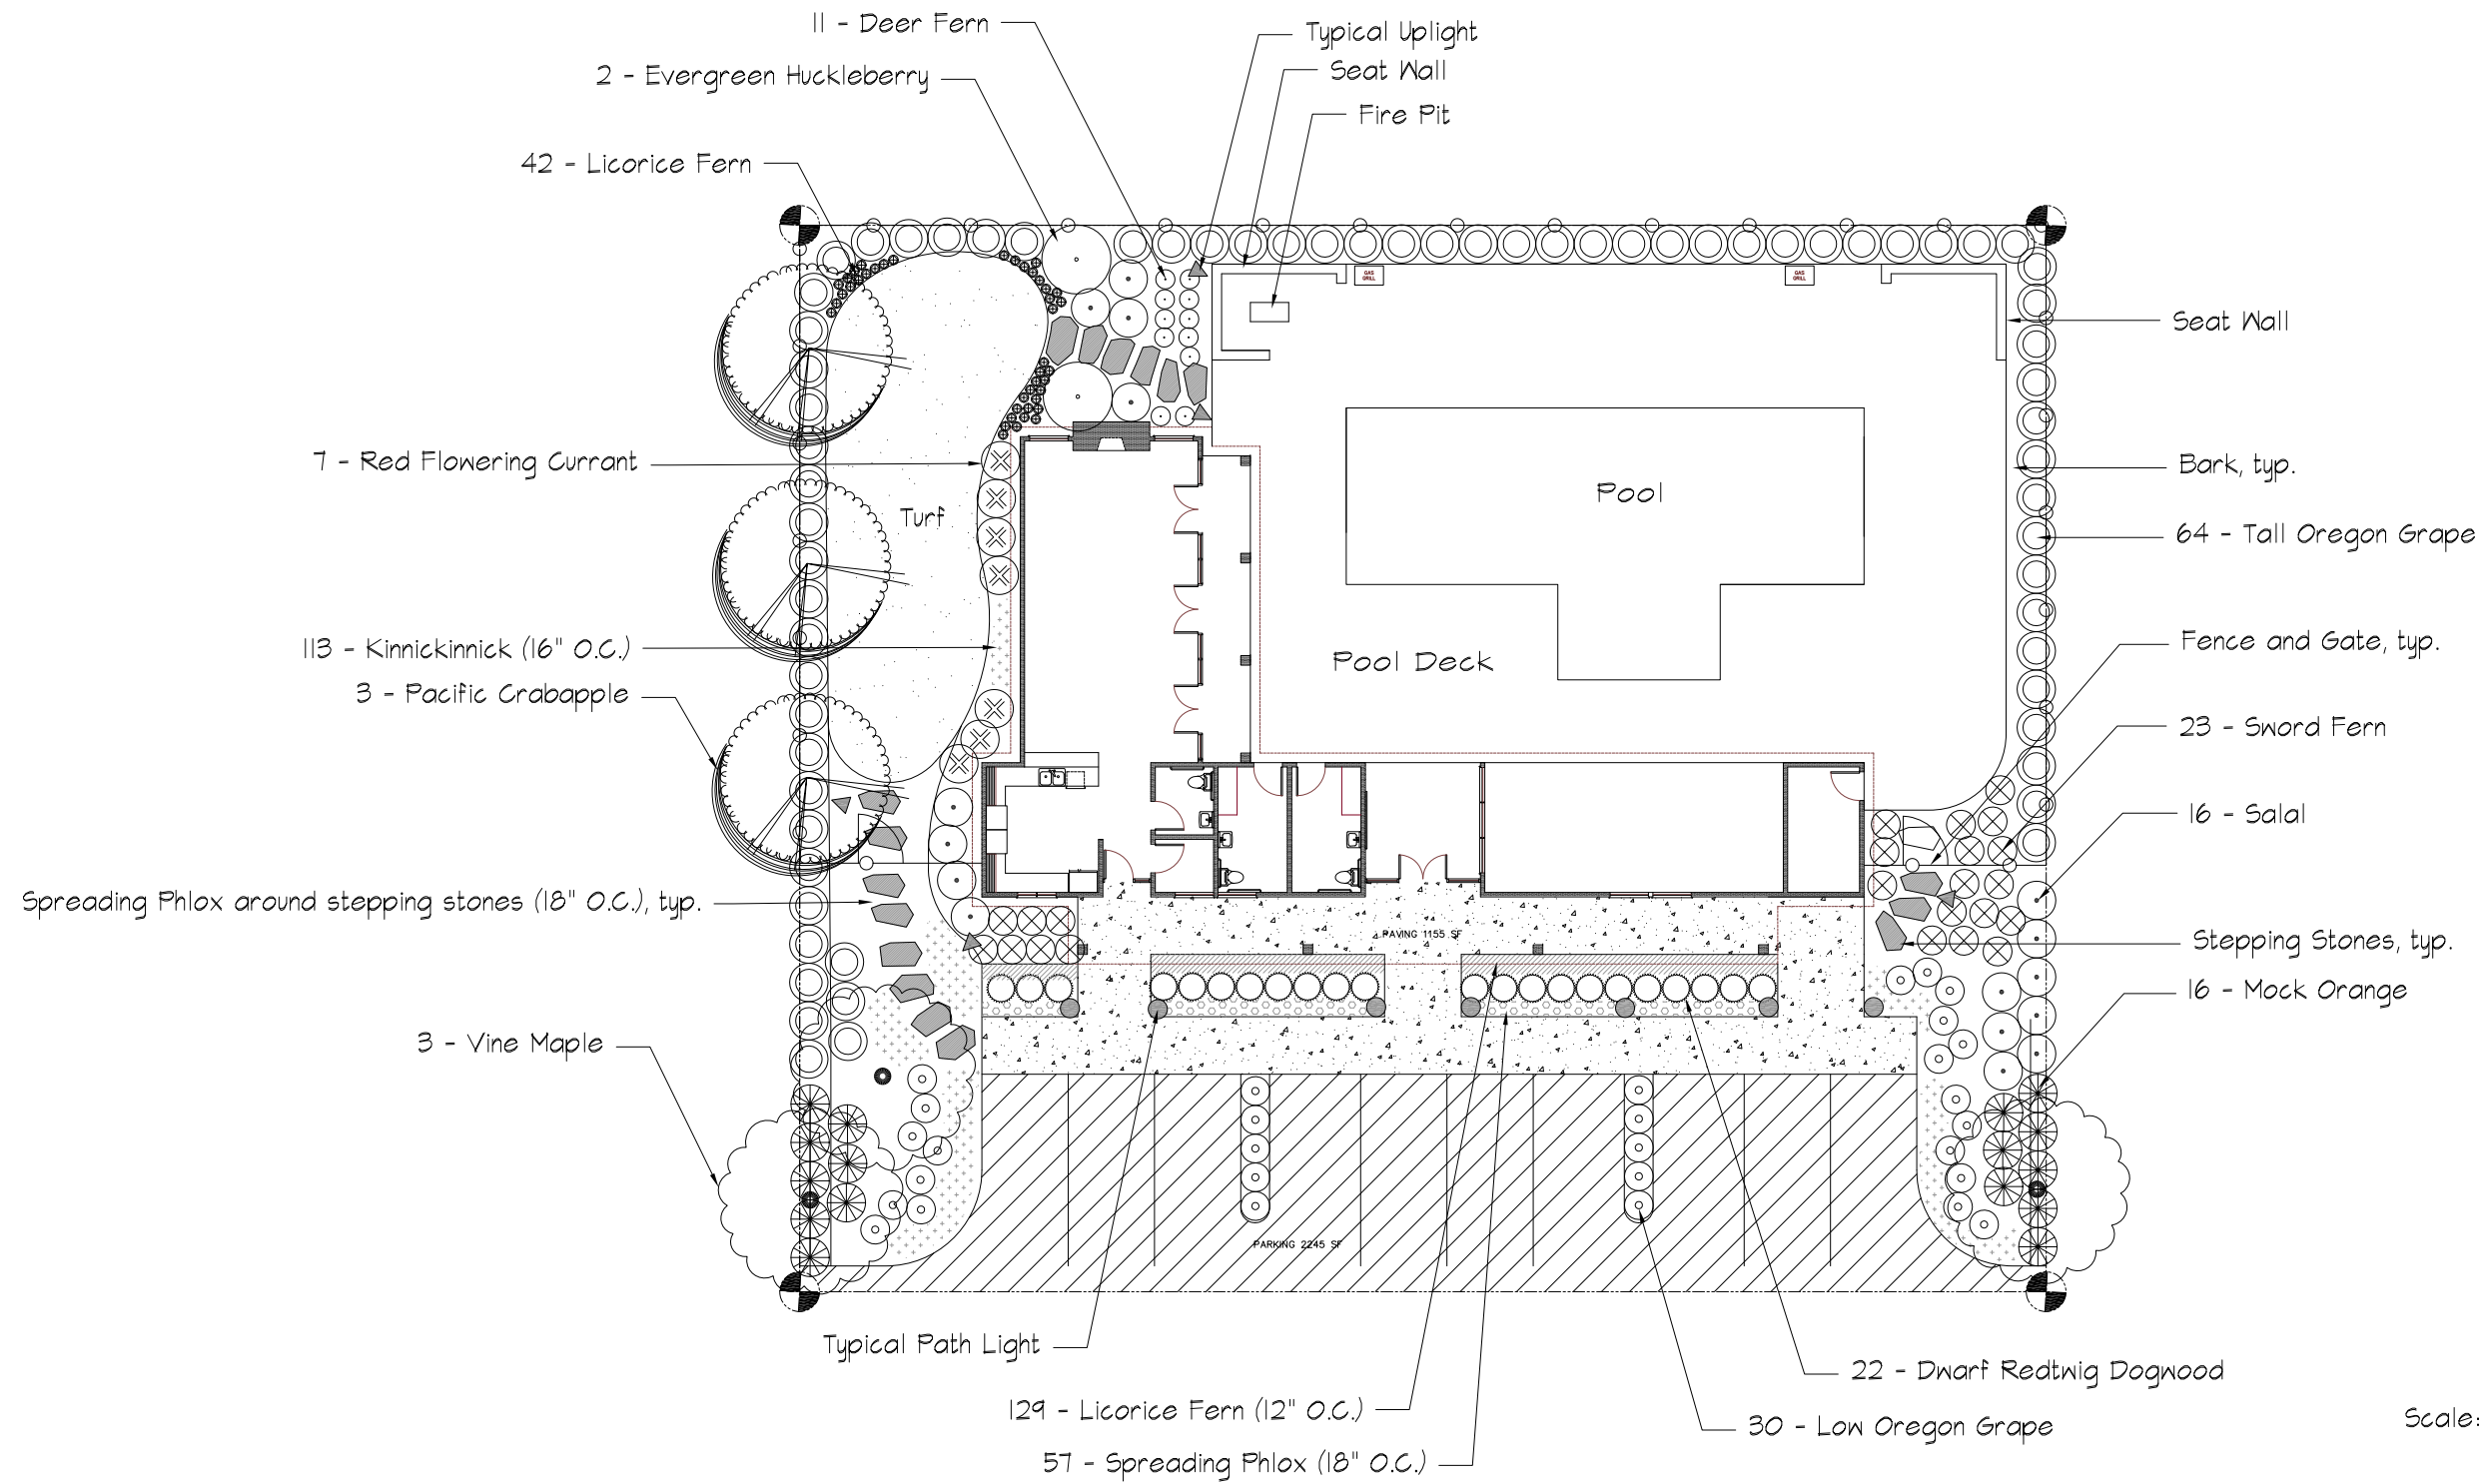 11 - Deer Fern
Typical Uplight
2 - Evergreen Huckleberry
Seat Wall
Fire Pit
42 - Licorice Fern
GAS
GRILL
GAS
GRILL
Seat Wall
7 - Red Flowering Currant
Bark, typ.
Pool
Turf
64 - Tall Oregon Grape
113 - Kinnickinnick (16" O.C.)
Fence and Gate, typ.
Pool Deck
3 - Pacific Crabapple
23 - Sword Fern
16 - Salal
Spreading Phlox around stepping stones (18" O.C.), typ.
PAVING 1155 SF
Stepping Stones, typ.
16 - Mock Orange
3 - Vine Maple
PARKING 2245 SF
Typical Path Light
22 - Dwarf Redtwig Dogwood
129 - Licorice Fern (12" O.C.)
30 - Low Oregon Grape
Scale:
57 - Spreading Phlox (18" O.C.)